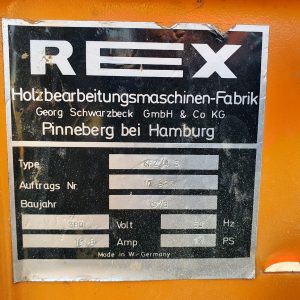 REX
Holzbearbeitungsmaschinen-Fabrik
Georg Schwarzbeck GmbH & Co KG
Pinneberg bei Hamburg
Type
Auftrags Nr.
Baujahr
Volt Hz
Amp PS
Made in W.-Germany